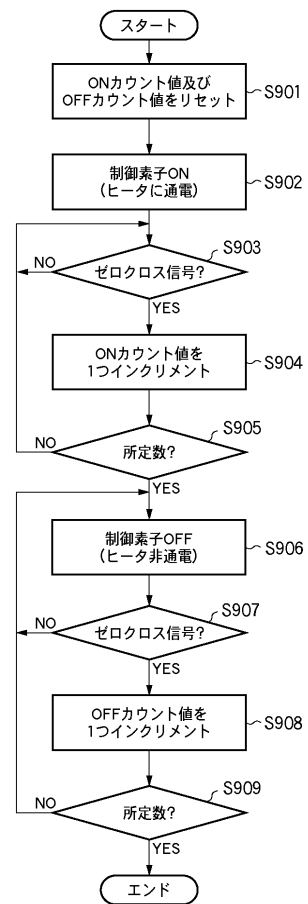 スタート
ONカウント値及び
OFFカウント値をリセット
S901
制御素子ON
(ヒータに通電)
S902
S903
NO
ゼロクロス信号?
YES
ONカウント値を
1つインクリメント
S904
S905
NO
所定数?
YES
制御素子OFF
(ヒータ非通電)
S906
S907
NO
ゼロクロス信号?
YES
OFFカウント値を
1つインクリメント
S908
S909
NO
所定数?
YES
エンド